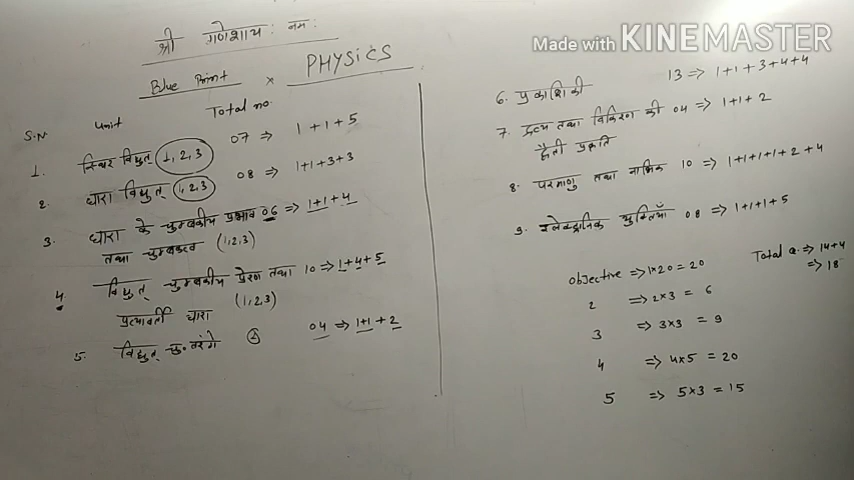 श्री गणेशाय: नम:
Made with KINEMASTER
Blue Print × PHYSICS
S.N. Unit Total no.
1. स्थिर विद्युत् 1,2,3 07 ⇒ 1+1+5
2. धारा विद्युत् 1,2,3 08 ⇒ 1+1+3+3
3. धारा के चुम्बकीय प्रभाव 06 ⇒ 1+1+4
तथा चुम्बकत्व (1,2,3)
4. विद्युत् चुम्बकीय प्रेरण तथा 10 ⇒ 1+4+5
प्रत्यावर्ती धारा (1,2,3)
5. विद्युत् चु० तरंगे 04 ⇒ 1+1+2
6. प्रकाशिकी 13 ⇒ 1+1+3+4+4
7. द्रव्य तथा विकिरण की 04 ⇒ 1+1+2
द्वैती प्रकृति
8. परमाणु तथा नाभिक 10 ⇒ 1+1+1+1+2+4
9. इलेक्ट्रानिक युक्तियाँ 08 ⇒ 1+1+1+5
Objective ⇒ 1×20 = 20 Total Q. ⇒ 14+4
2 ⇒ 2×3 = 6 ⇒ 18
3 ⇒ 3×3 = 9
4 ⇒ 4×5 = 20
5 ⇒ 5×3 = 15